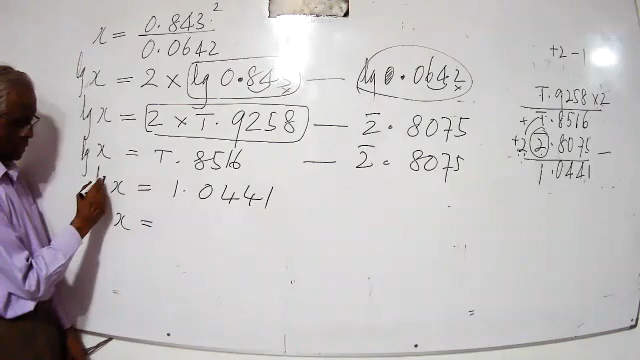 x = 0.843² / 0.0642
lg x = 2 × lg 0.843 — lg 0.0642
lg x = 2 × 1̄.9258 — 2̄.8075
lg x = 1̄.8516 — 2̄.8075
lg x = 1.0441
x =
+2 -1
1̄.9258 × 2
+ 1̄.8516
+2 2̄.8075 —
1.0441